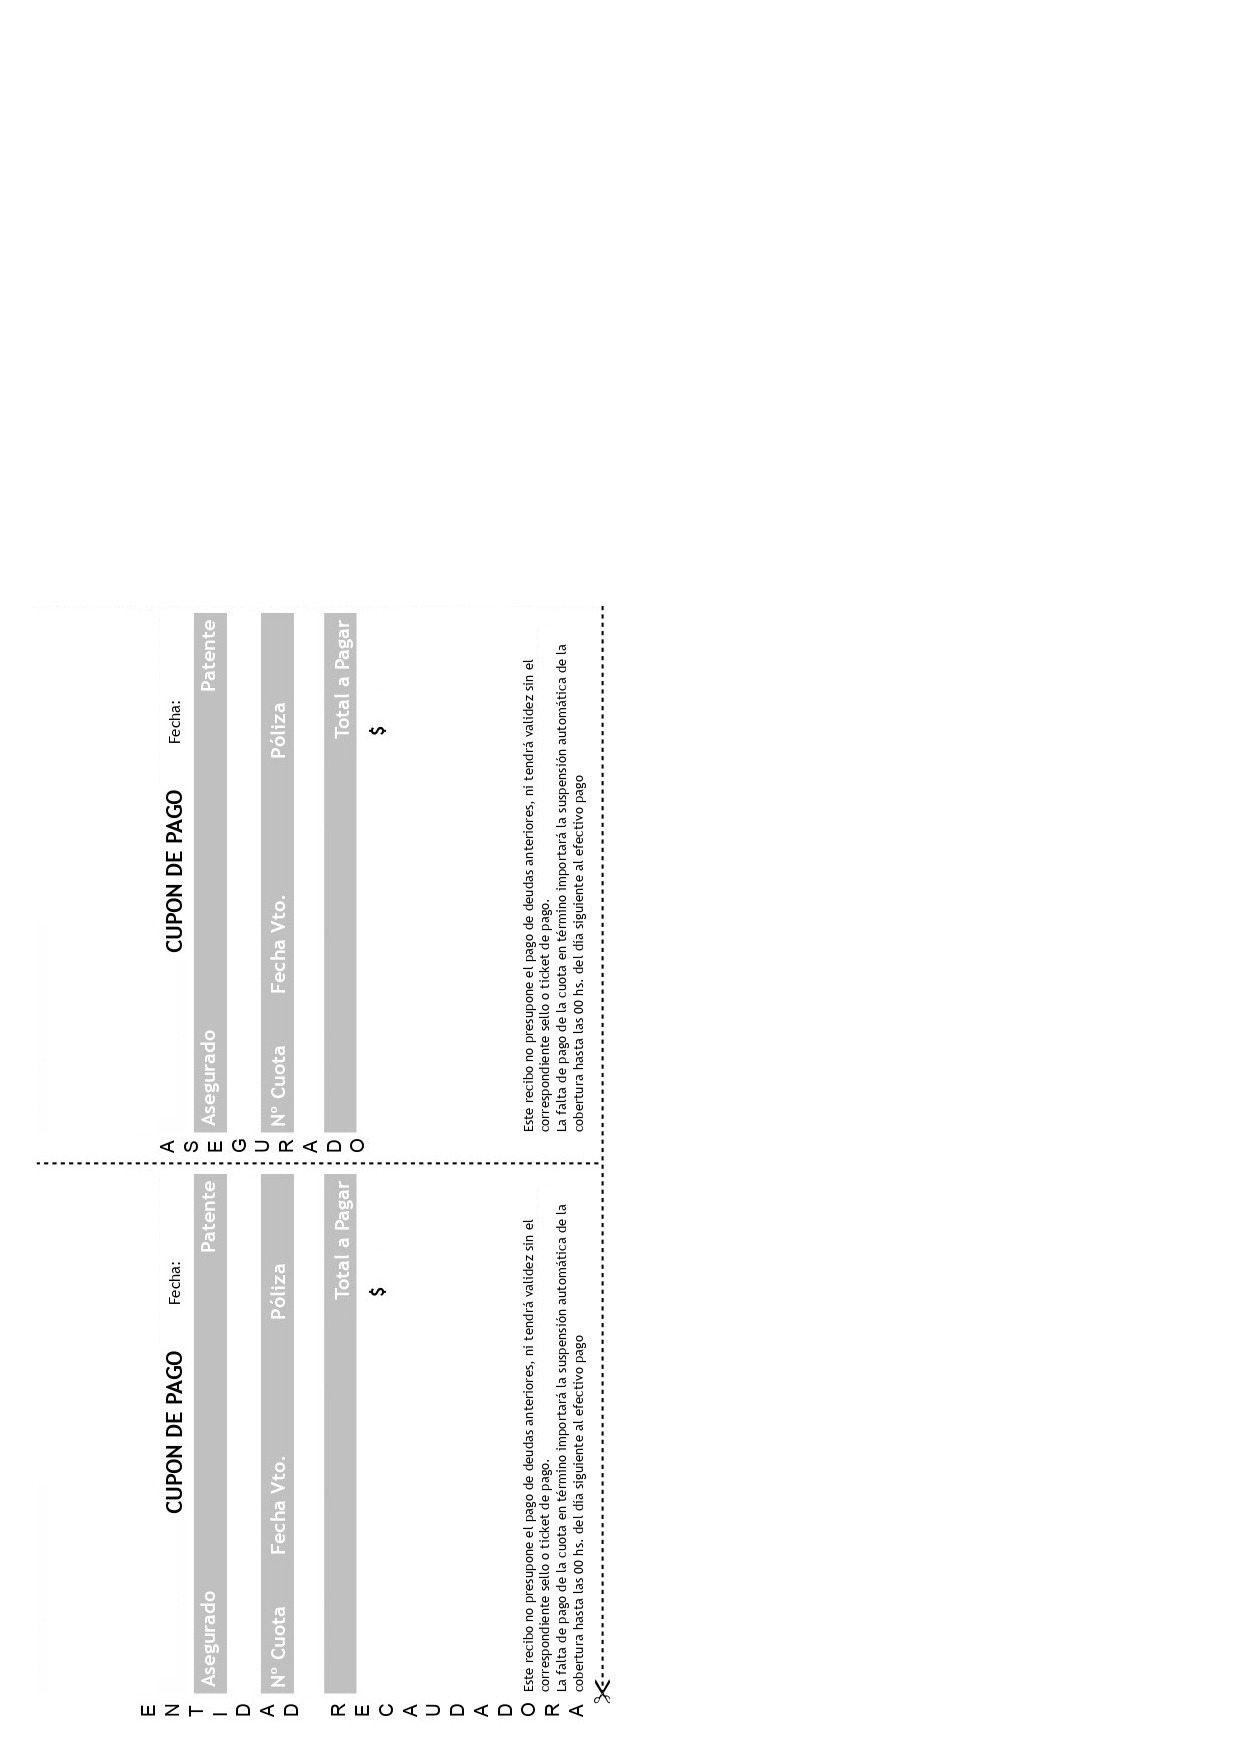 ENTIDAD RECAUDADORA
CUPON DE PAGO Fecha:
Asegurado Patente
Nº Cuota Fecha Vto. Póliza
Total a Pagar
$
Este recibo no presupone el pago de deudas anteriores, ni tendrá validez sin el
correspondiente sello o ticket de pago.
La falta de pago de la cuota en término importará la suspensión automática de la
cobertura hasta las 00 hs. del día siguiente al efectivo pago
ASEGURADO
CUPON DE PAGO Fecha:
Asegurado Patente
Nº Cuota Fecha Vto. Póliza
Total a Pagar
$
Este recibo no presupone el pago de deudas anteriores, ni tendrá validez sin el
correspondiente sello o ticket de pago.
La falta de pago de la cuota en término importará la suspensión automática de la
cobertura hasta las 00 hs. del día siguiente al efectivo pago